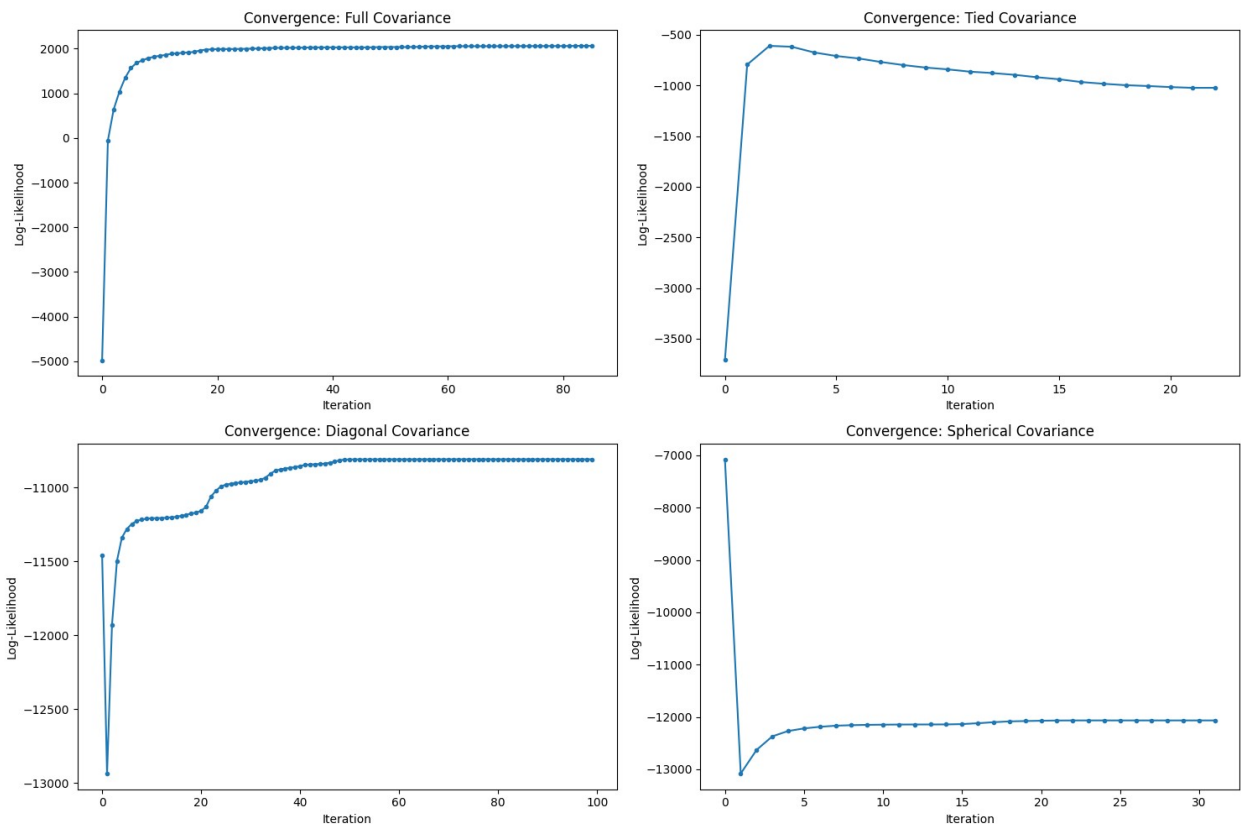 Convergence: Full Covariance
Log-Likelihood
2000
1000
0
−1000
−2000
−3000
−4000
−5000
0 20 40 60 80
Iteration
Convergence: Tied Covariance
Log-Likelihood
−500
−1000
−1500
−2000
−2500
−3000
−3500
0 5 10 15 20
Iteration
Convergence: Diagonal Covariance
Log-Likelihood
−11000
−11500
−12000
−12500
−13000
0 20 40 60 80 100
Iteration
Convergence: Spherical Covariance
Log-Likelihood
−7000
−8000
−9000
−10000
−11000
−12000
−13000
0 5 10 15 20 25 30
Iteration